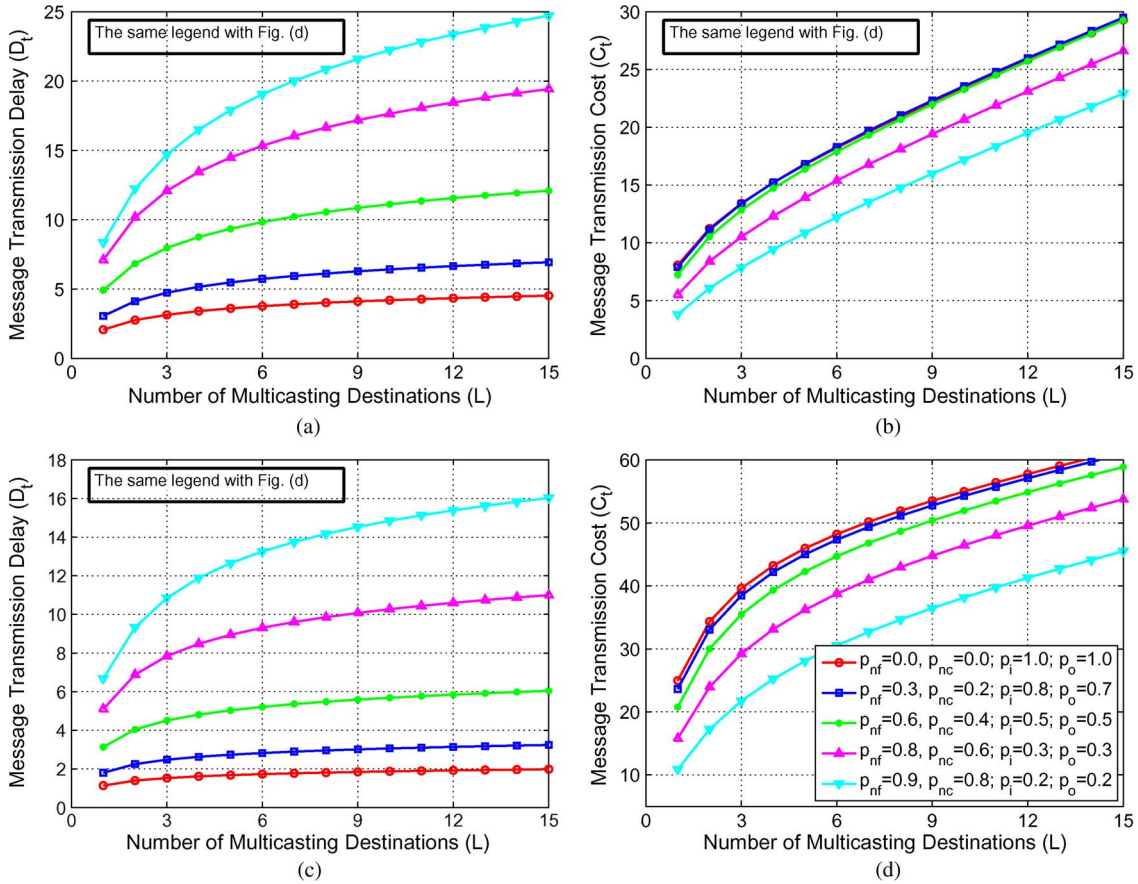 The same legend with Fig. (d)
Message Transmission Delay (D_t)
25
20
15
10
5
0
0 3 6 9 12 15
Number of Multicasting Destinations (L)
(a)
The same legend with Fig. (d)
Message Transmission Cost (C_t)
30
25
20
15
10
5
0
0 3 6 9 12 15
Number of Multicasting Destinations (L)
(b)
The same legend with Fig. (d)
Message Transmission Delay (D_t)
18
16
14
12
10
8
6
4
2
0
0 3 6 9 12 15
Number of Multicasting Destinations (L)
(c)
Message Transmission Cost (C_t)
60
50
40
30
20
10
p_nf=0.0, p_nc=0.0; p_i=1.0; p_o=1.0
p_nf=0.3, p_nc=0.2; p_i=0.8; p_o=0.7
p_nf=0.6, p_nc=0.4; p_i=0.5; p_o=0.5
p_nf=0.8, p_nc=0.6; p_i=0.3; p_o=0.3
p_nf=0.9, p_nc=0.8; p_i=0.2; p_o=0.2
0 3 6 9 12 15
Number of Multicasting Destinations (L)
(d)